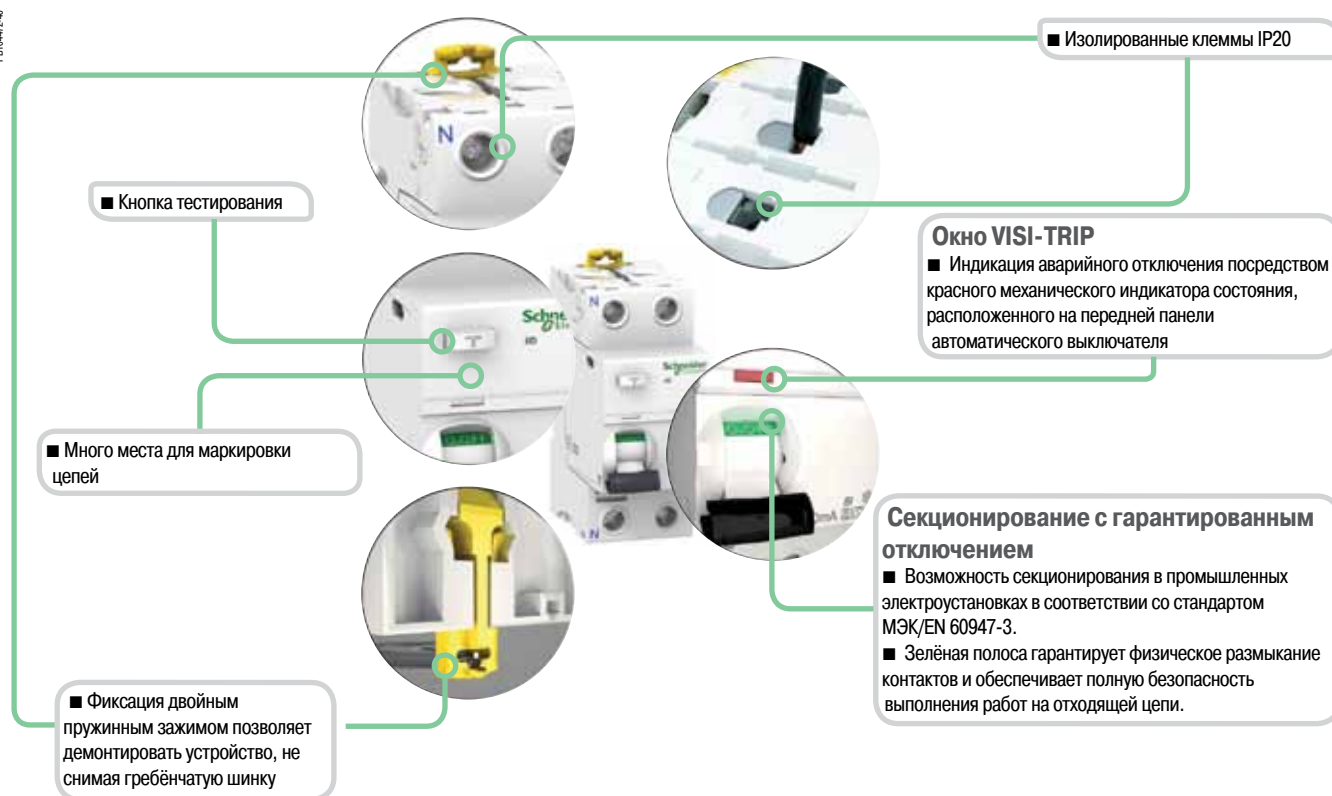 ■ Изолированные клеммы IP20
N
■ Кнопка тестирования
Окно VISI-TRIP
■ Индикация аварийного отключения посредством
красного механического индикатора состояния,
расположенного на передней панели
автоматического выключателя
N
Schne
Schneider
■ Много места для маркировки
цепей
N
Секционирование с гарантированным
отключением
■ Возможность секционирования в промышленных
электроустановках в соответствии со стандартом
МЭК/EN 60947-3.
■ Зелёная полоса гарантирует физическое размыкание
контактов и обеспечивает полную безопасность
выполнения работ на отходящей цепи.
■ Фиксация двойным
пружинным зажимом позволяет
демонтировать устройство, не
снимая гребёнчатую шинку